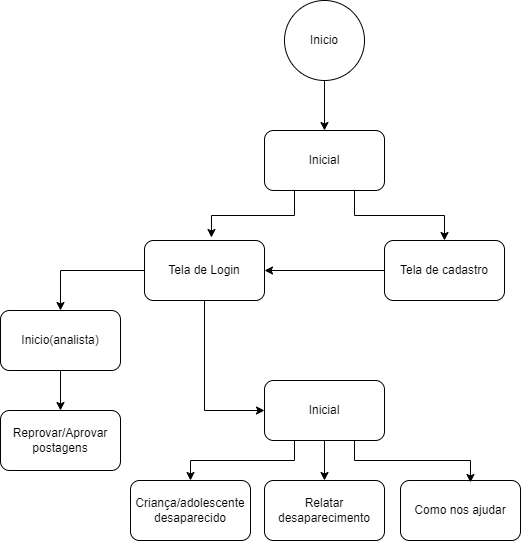 Inicio
Inicial
Tela de Login
Tela de cadastro
Inicio(analista)
Reprovar/Aprovar
postagens
Inicial
Criança/adolescente
desaparecido
Relatar
desaparecimento
Como nos ajudar